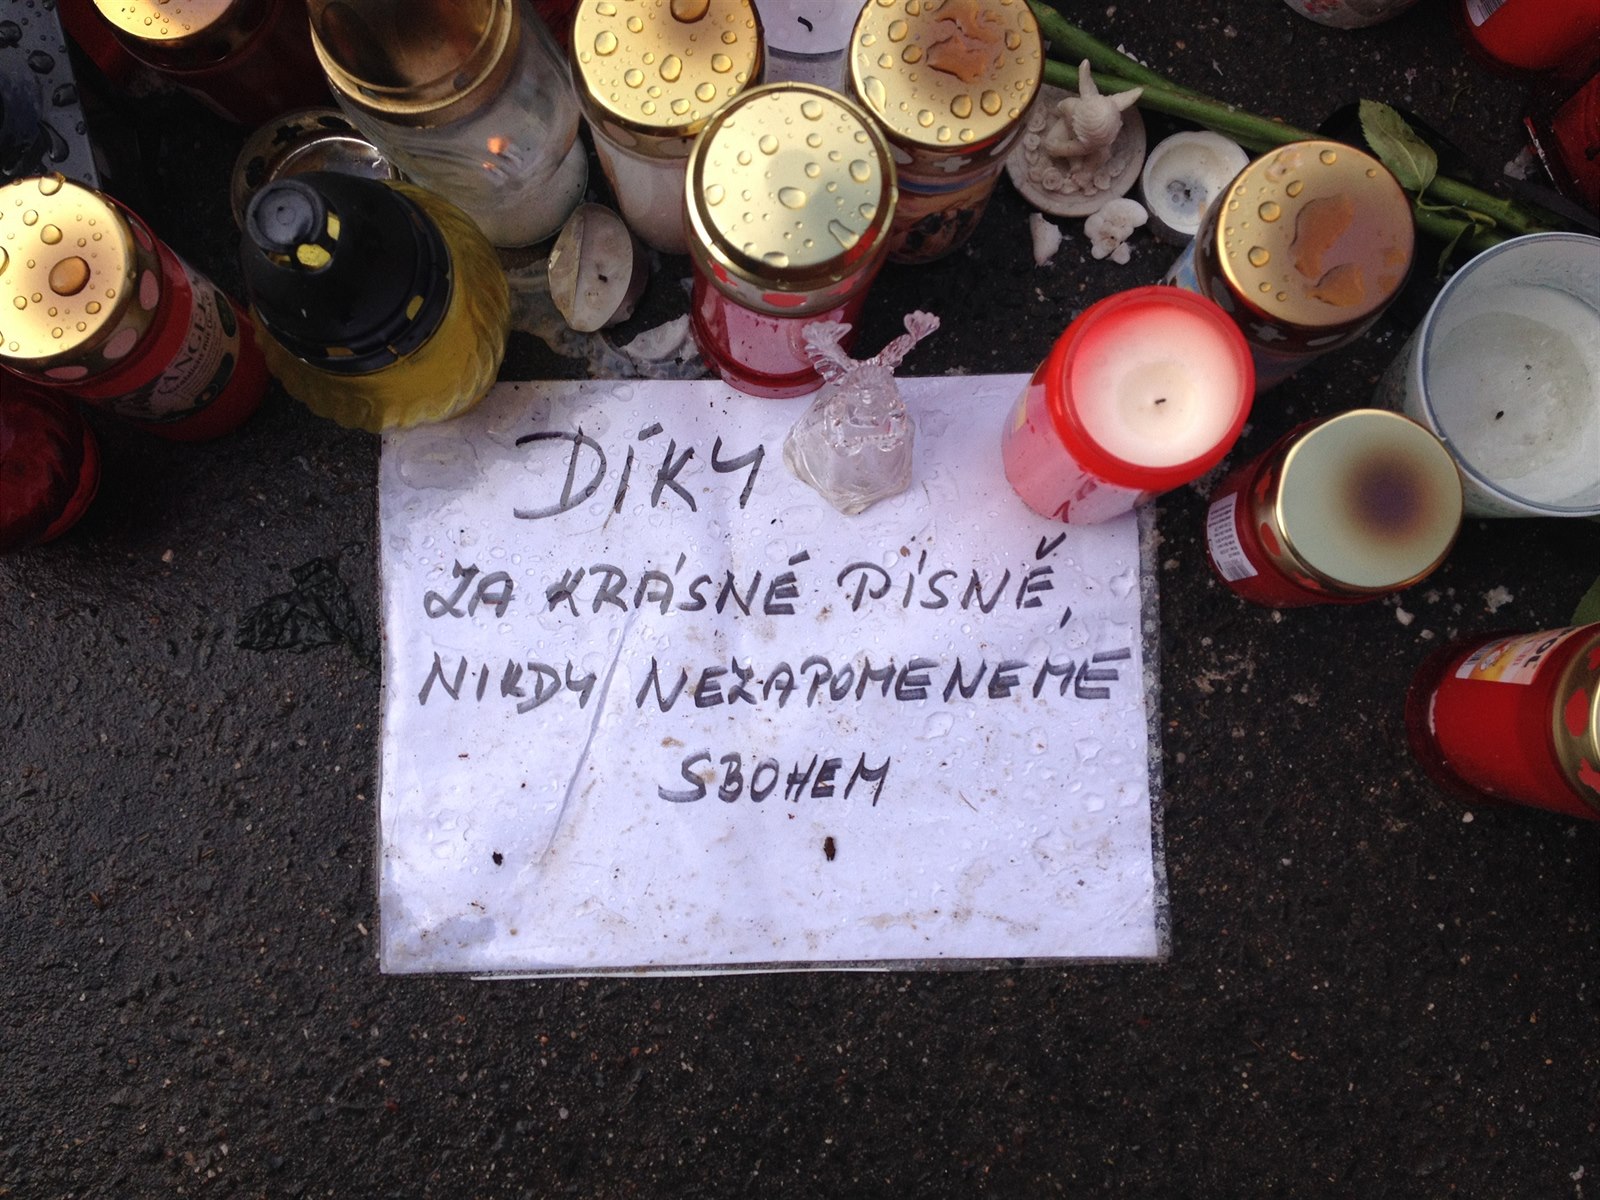 DÍKY
ZA KRÁSNÉ PÍSNĚ,
NIKDY NEZAPOMENEME
SBOHEM